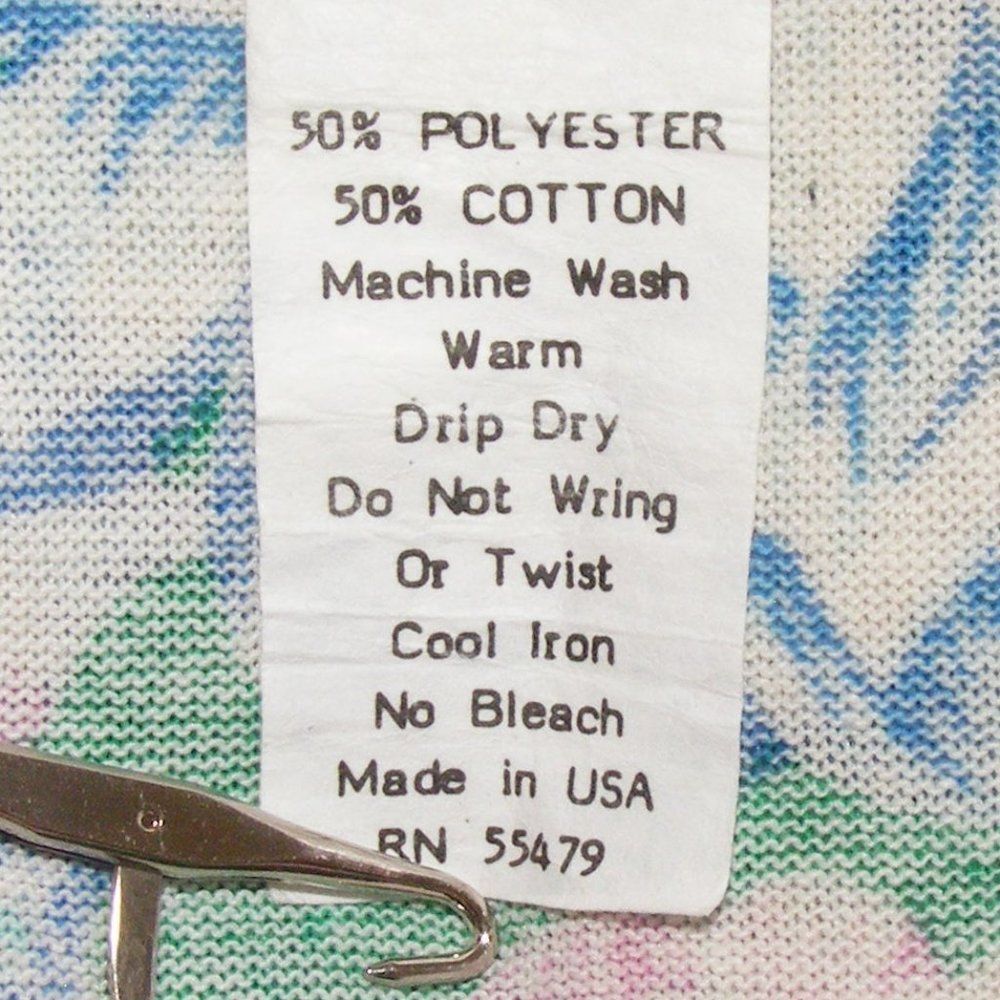 50% POLYESTER
50% COTTON
Machine Wash
Warm
Drip Dry
Do Not Wring
Or Twist
Cool Iron
No Bleach
Made in USA
RN 55479